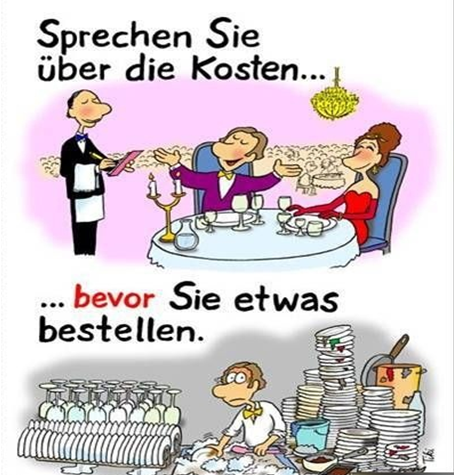 Sprechen Sie
über die Kosten...
... bevor Sie etwas
bestellen.